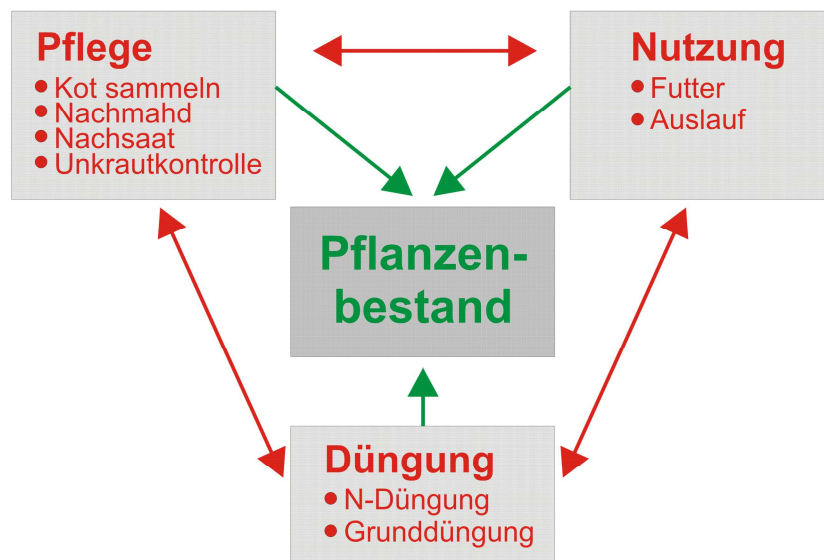 Pflege
• Kot sammeln
• Nachmahd
• Nachsaat
• Unkrautkontrolle
Nutzung
• Futter
• Auslauf
Pflanzen-
bestand
Düngung
• N-Düngung
• Grunddüngung